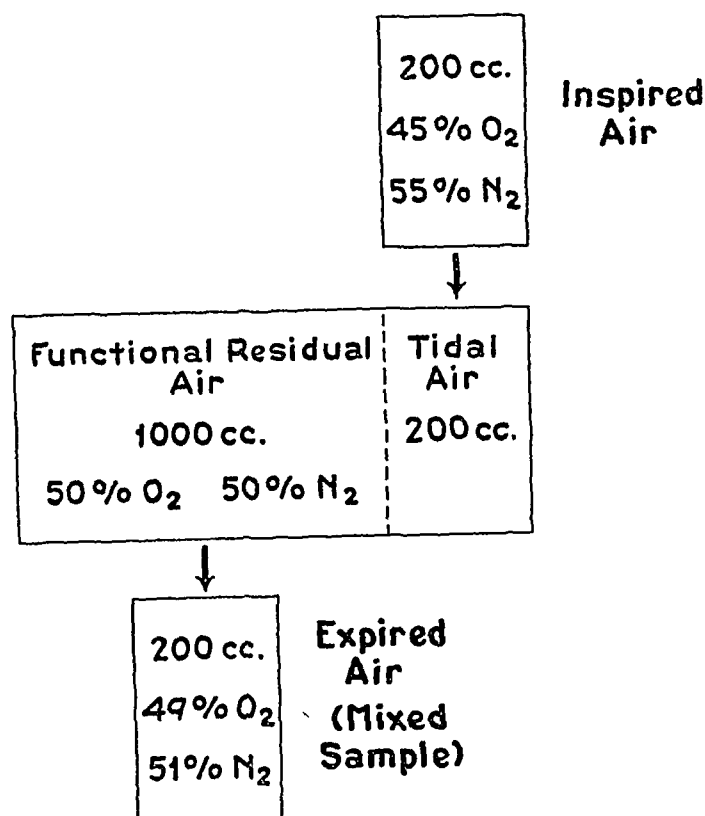 200 cc.
45% O₂
55% N₂
Inspired
Air
Functional Residual
Air
1000 cc.
50% O₂ 50% N₂
Tidal
Air
200 cc.
200 cc.
49% O₂
51% N₂
Expired
Air
(Mixed
Sample)